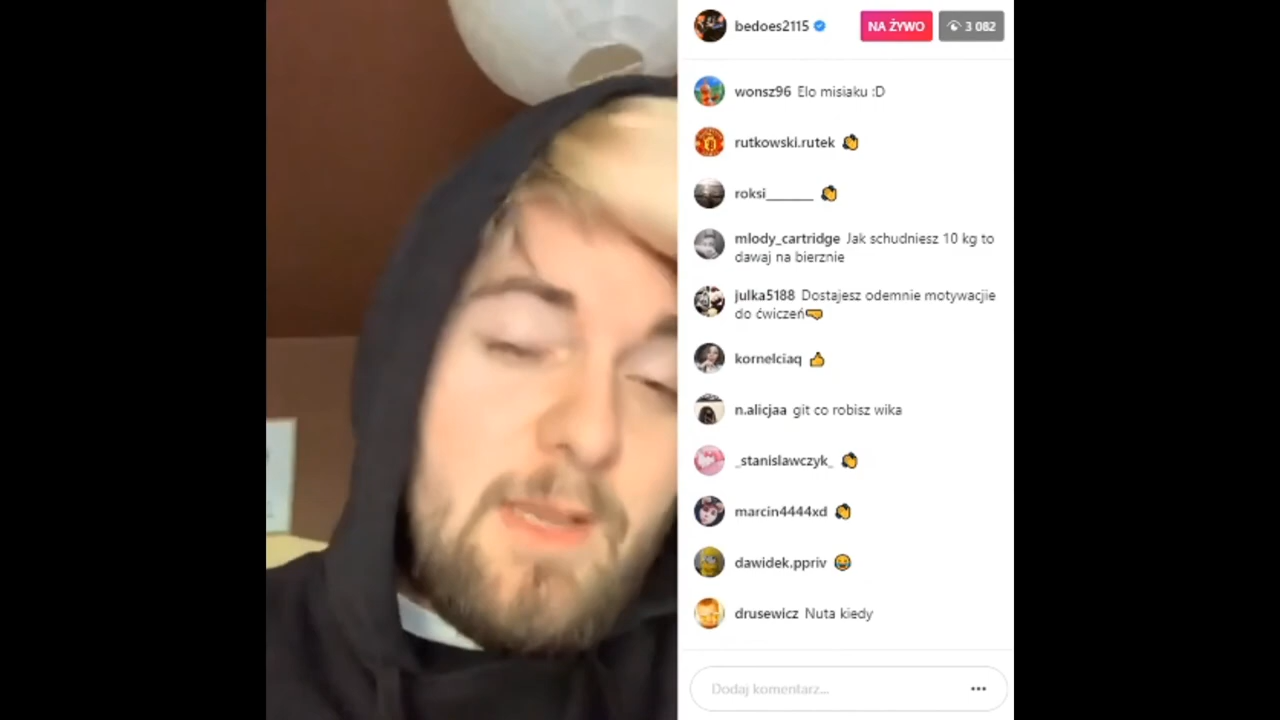 bedoes2115
NA ŻYWO
3 082
wonsz96 Elo misiaku :D
rutkowski.rutek 👏
roksi________ 👏
mlody_cartridge Jak schudniesz 10 kg to
dawaj na bierznie
julka5188 Dostajesz odemnie motywacjie
do ćwiczeń🤜
kornelciaq 👍
n.alicjaa git co robisz wika
_stanislawczyk_ 👏
marcin4444xd 👏
dawidek.ppriv 😂
drusewicz Nuta kiedy
Dodaj komentarz...